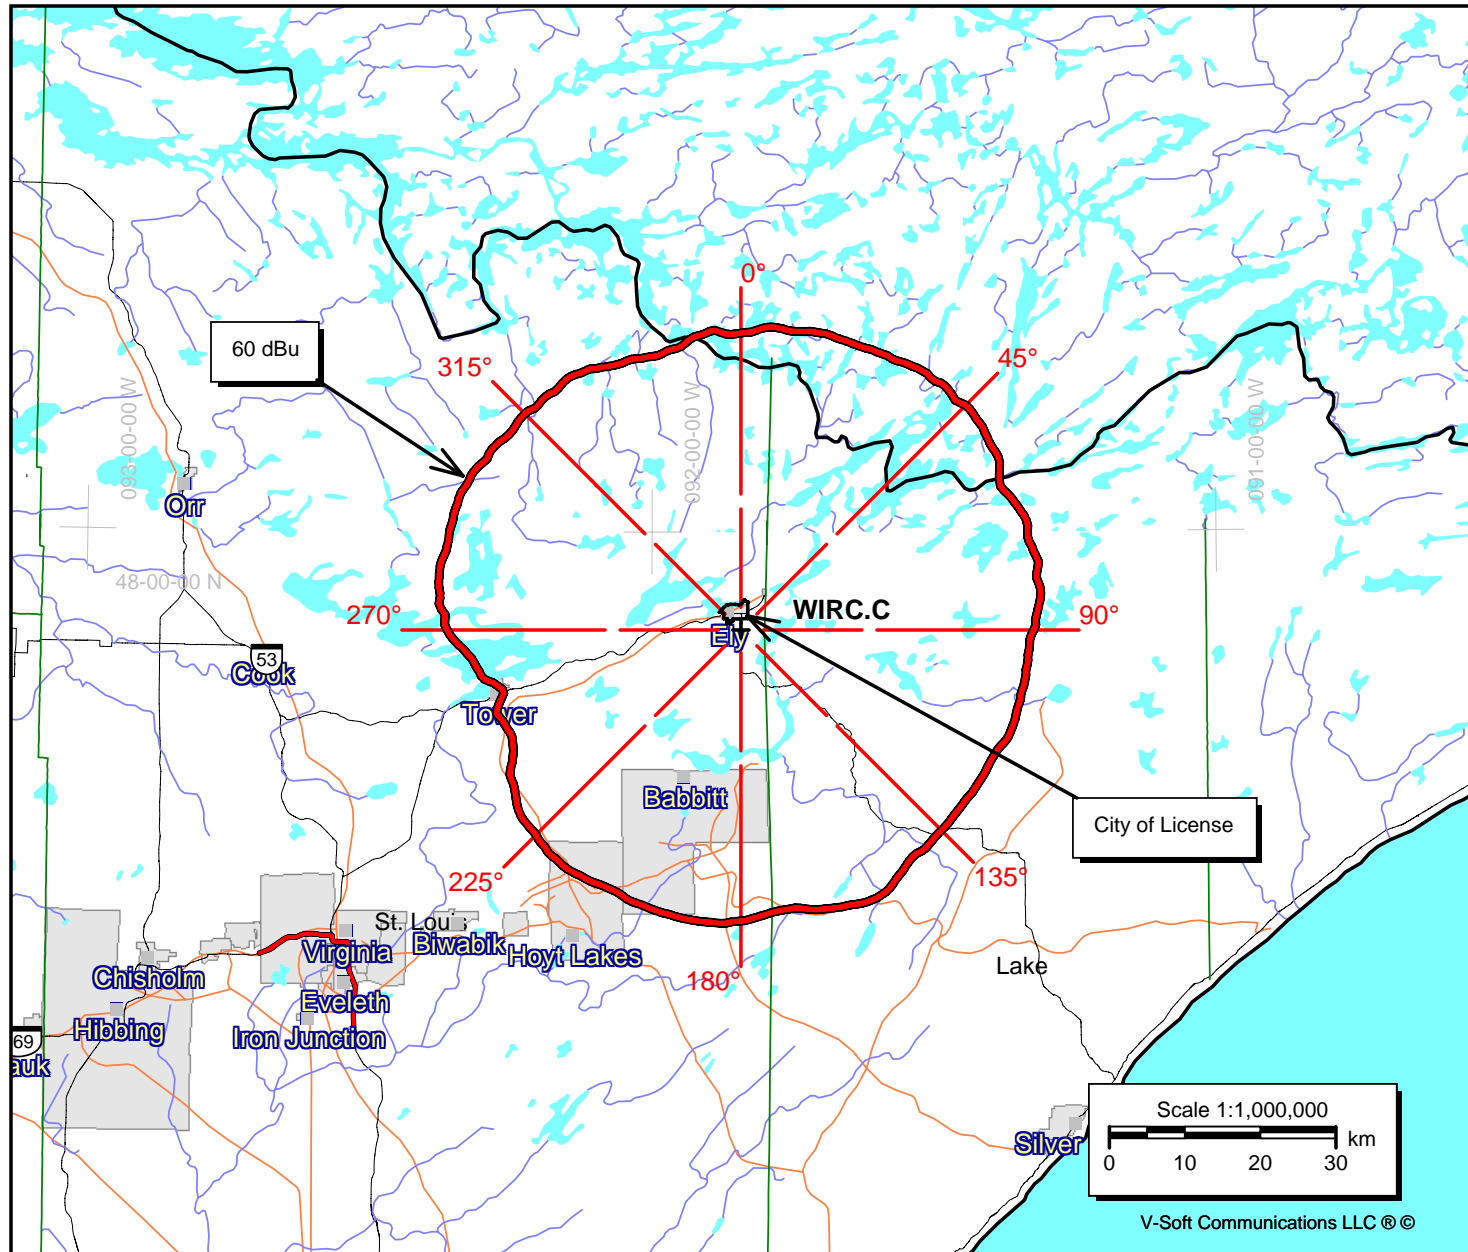 0°
60 dBu
315°
45°
093-00-00 W
092-00-00 W
091-00-00 W
Orr
48-00-00 N
WIRC.C
270°
90°
Ely
53
Cook
Tower
Babbitt
City of License
225°
135°
St. Louis
Virginia
Biwabik
Hoyt Lakes
Lake
Chisholm
180°
Eveleth
Hibbing
Iron Junction
69
auk
Scale 1:1,000,000
km
0 10 20 30
Silver
V-Soft Communications LLC ® ©